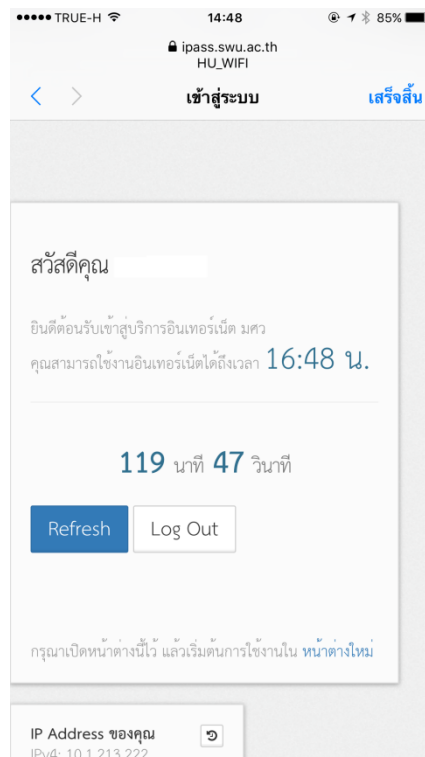 TRUE-H 14:48 85%
ipass.swu.ac.th
HU_WIFI
เข้าสู่ระบบ เสร็จสิ้น
สวัสดีคุณ
ยินดีต้อนรับเข้าสู่บริการอินเทอร์เน็ต มศว
คุณสามารถใช้งานอินเทอร์เน็ตได้ถึงเวลา 16:48 น.
119 นาที 47 วินาที
Refresh Log Out
กรุณาเปิดหน้าต่างนี้ไว้ แล้วเริ่มต้นการใช้งานใน หน้าต่างใหม่
IP Address ของคุณ
IPv4: 10.1.213.222